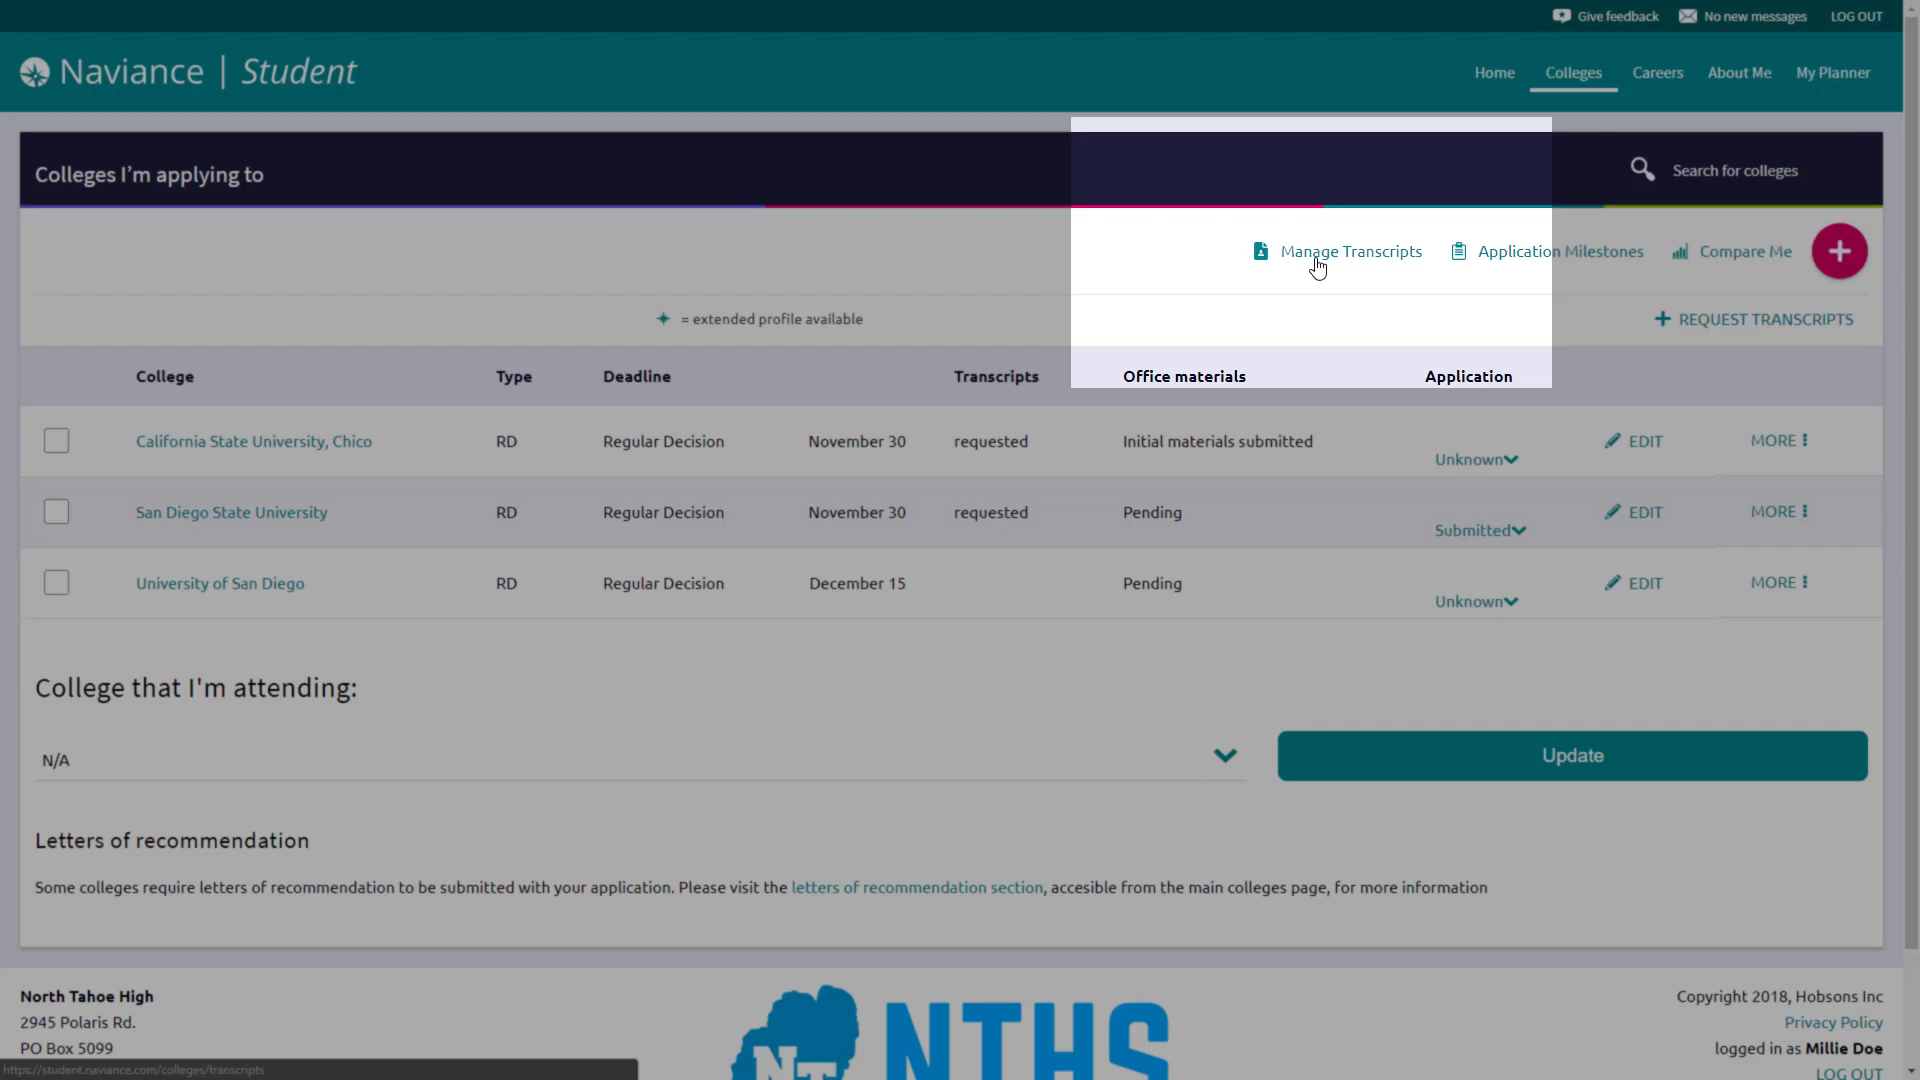 Give feedback No new messages LOG OUT
Naviance | Student
Home Colleges Careers About Me My Planner
Colleges I'm applying to
Search for colleges
Manage Transcripts Application Milestones Compare Me
= extended profile available
REQUEST TRANSCRIPTS
College Type Deadline Transcripts Office materials Application
California State University, Chico RD Regular Decision November 30 requested Initial materials submitted Unknown EDIT MORE
San Diego State University RD Regular Decision November 30 requested Pending Submitted EDIT MORE
University of San Diego RD Regular Decision December 15 Pending Unknown EDIT MORE
College that I'm attending:
N/A
Update
Letters of recommendation
Some colleges require letters of recommendation to be submitted with your application. Please visit the letters of recommendation section, accesible from the main colleges page, for more information
North Tahoe High
2945 Polaris Rd.
PO Box 5099
NT
NTHS
Copyright 2018, Hobsons Inc
Privacy Policy
logged in as Millie Doe
LOG OUT
https://student.naviance.com/colleges/transcripts